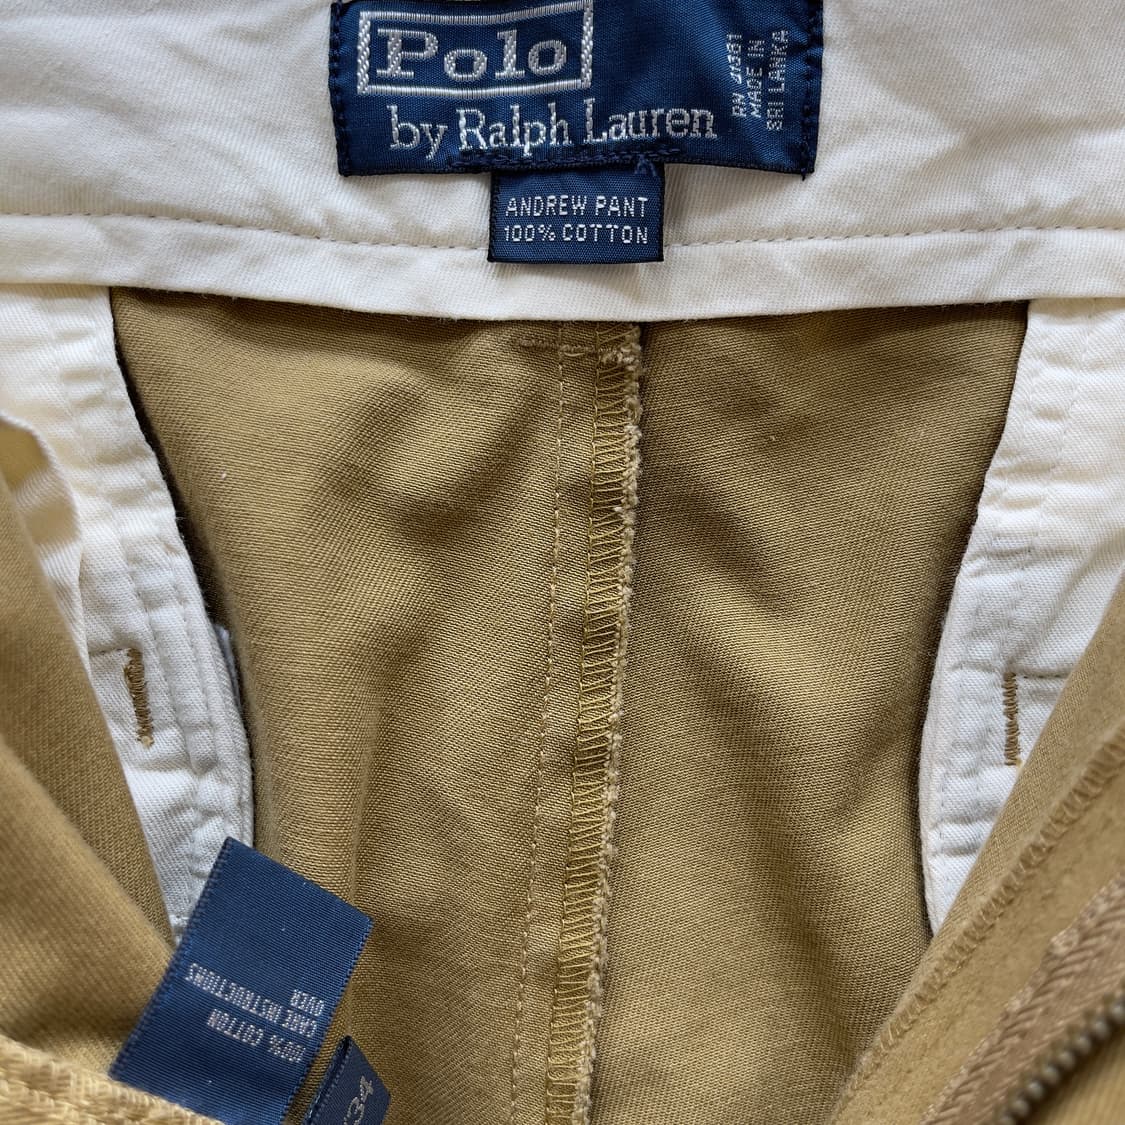 Polo
by Ralph Lauren
RN 41381
MADE IN
SRI LANKA
ANDREW PANT
100% COTTON
100% COTTON
CARE INSTRUCTIONS
OVER